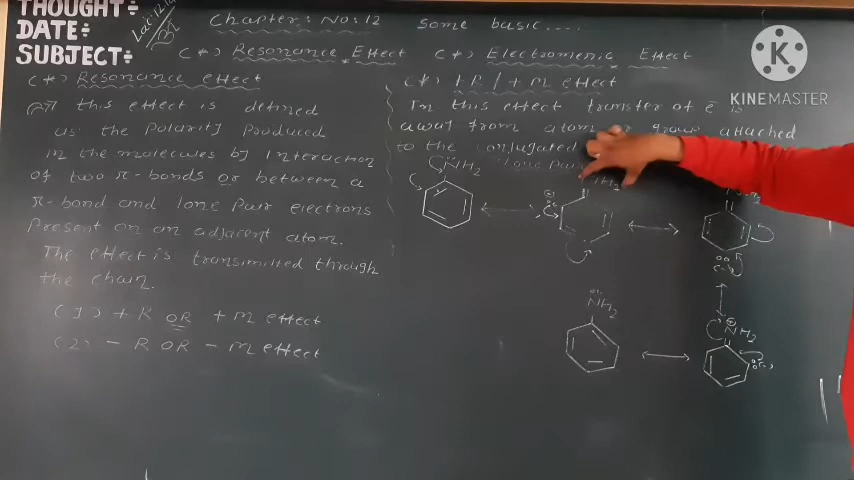 THOUGHT:
DATE÷
SUBJECT÷
Chapter: No: 12 some basic....
(*) Resonance Effect (*) Electromeric Effect
(*) Resonance effect
⇒ this effect is defined
as the Polarity Produced
in the molecules by interaction
of two π-bonds or between a
π-bond and lone Pair electrons
Present on an adjacent atom.
The effect is transmitted through
the chain.
(1) + R OR + M effect
(2) - R OR - M effect
(*) +R / + M effect
In this effect transfer of ē is
away from atom or group attached
to the conjugated
lone Pair
NH2
NH2
NH2
K
KINEMASTER